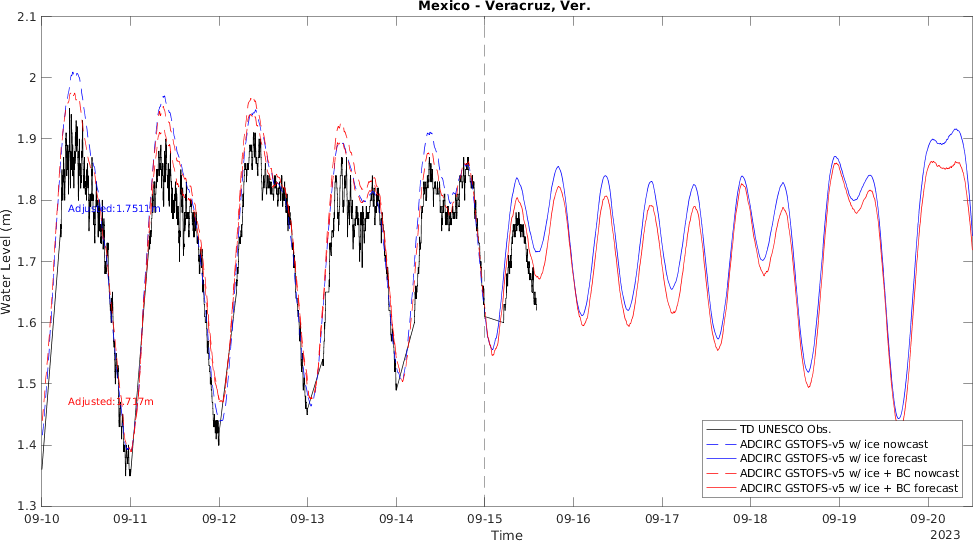 Mexico - Veracruz, Ver.
2.1
2
1.9
1.8
1.7
1.6
1.5
1.4
1.3
Water Level (m)
Adjusted:1.7511m
Adjusted:1.717m
TD UNESCO Obs.
ADCIRC GSTOFS-v5 w/ ice nowcast
ADCIRC GSTOFS-v5 w/ ice forecast
ADCIRC GSTOFS-v5 w/ ice + BC nowcast
ADCIRC GSTOFS-v5 w/ ice + BC forecast
09-10 09-11 09-12 09-13 09-14 09-15 09-16 09-17 09-18 09-19 09-20
Time
2023